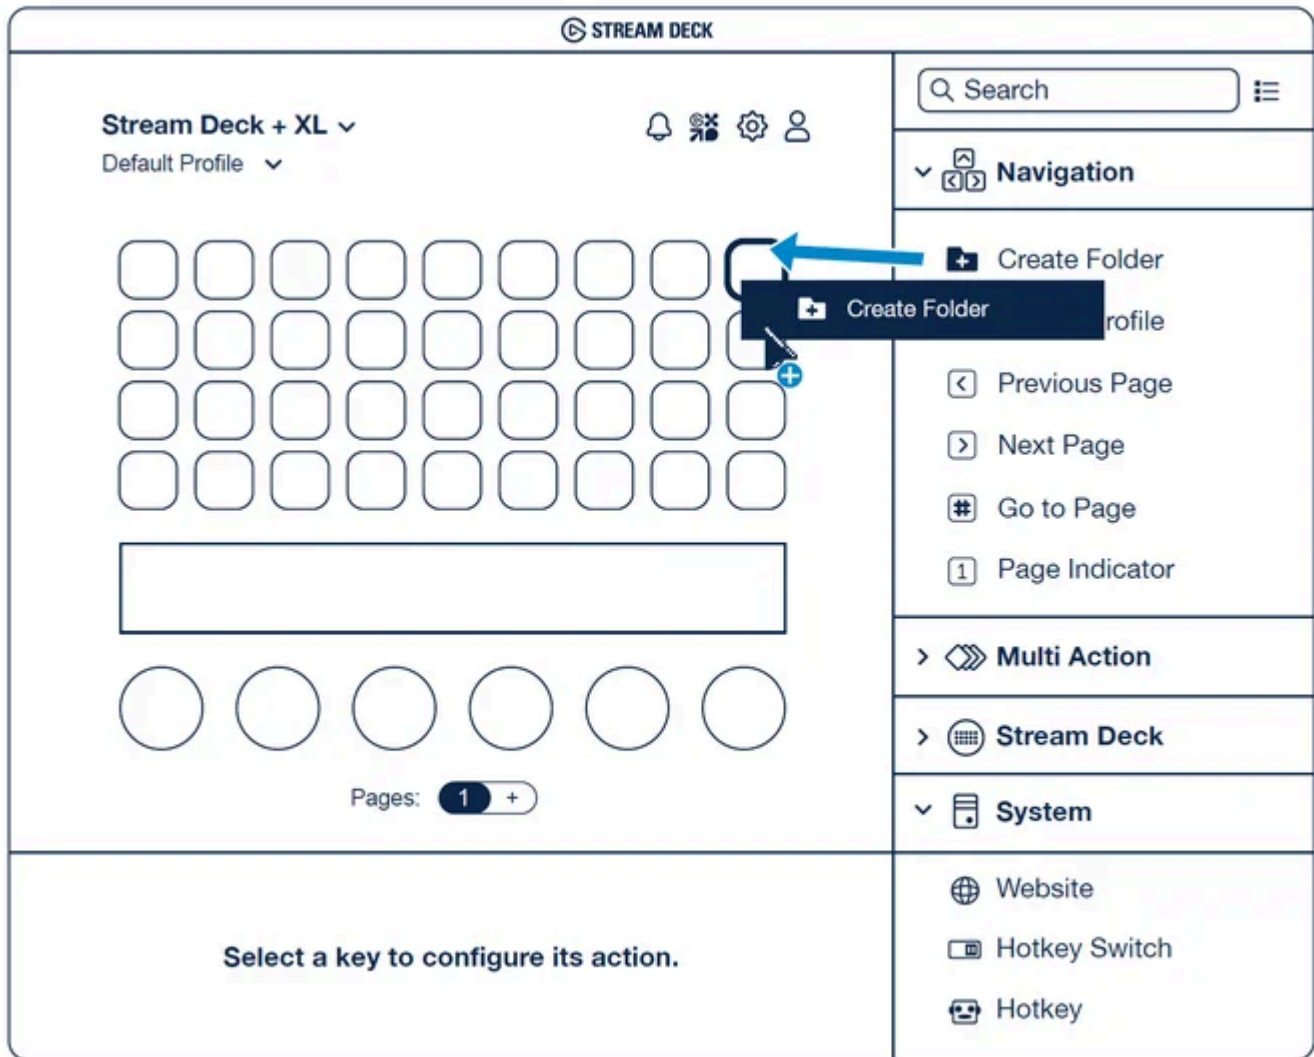 STREAM DECK
Stream Deck + XL
Default Profile
Pages: 1 +
Select a key to configure its action.
Search
Navigation
Create Folder
Create Folder
rofile
Previous Page
Next Page
# Go to Page
1 Page Indicator
Multi Action
Stream Deck
System
Website
Hotkey Switch
Hotkey